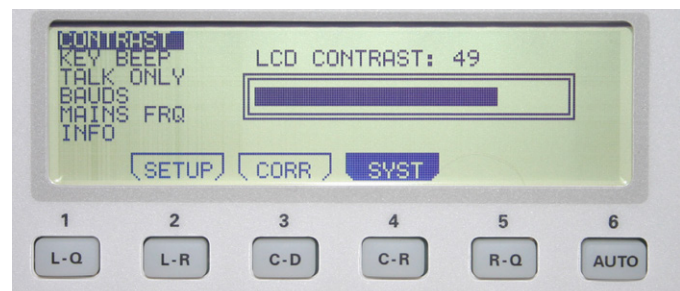 CONTRAST
KEY BEEP
TALK ONLY
BAUDS
MAINS FRQ
INFO
LCD CONTRAST: 49
SETUP CORR SYST
1 2 3 4 5 6
L-Q L-R C-D C-R R-Q AUTO